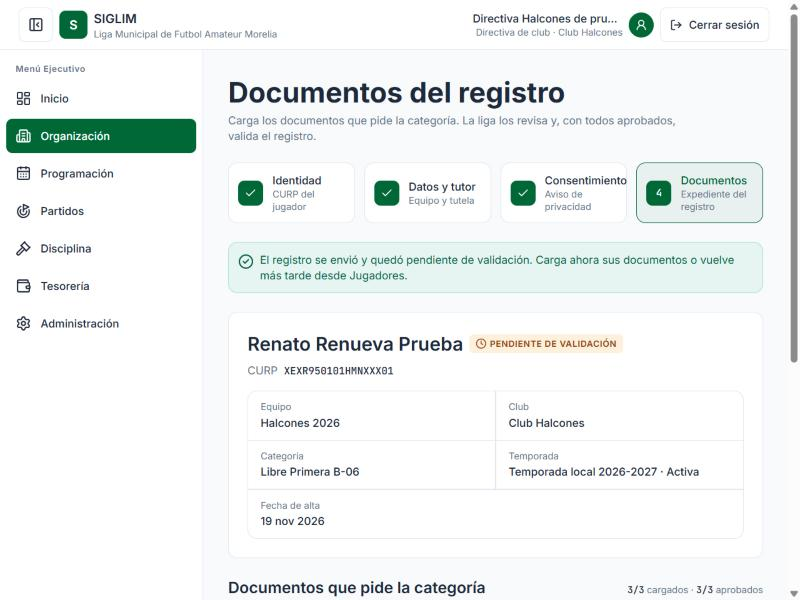 SIGLIM
Liga Municipal de Futbol Amateur Morelia
Directiva Halcones de pru...
Directiva de club · Club Halcones
Cerrar sesión
Menú Ejecutivo
Inicio
Organización
Programación
Partidos
Disciplina
Tesorería
Administración
Documentos del registro
Carga los documentos que pide la categoría. La liga los revisa y, con todos aprobados,
valida el registro.
Identidad
CURP del
jugador
Datos y tutor
Equipo y tutela
Consentimiento
Aviso de
privacidad
4
Documentos
Expediente del
registro
El registro se envió y quedó pendiente de validación. Carga ahora sus documentos o vuelve
más tarde desde Jugadores.
Renato Renueva Prueba
PENDIENTE DE VALIDACIÓN
CURP XEXR950101HMNXXX01
Equipo
Halcones 2026
Club
Club Halcones
Categoría
Libre Primera B-06
Temporada
Temporada local 2026-2027 · Activa
Fecha de alta
19 nov 2026
Documentos que pide la categoría
3/3 cargados · 3/3 aprobados